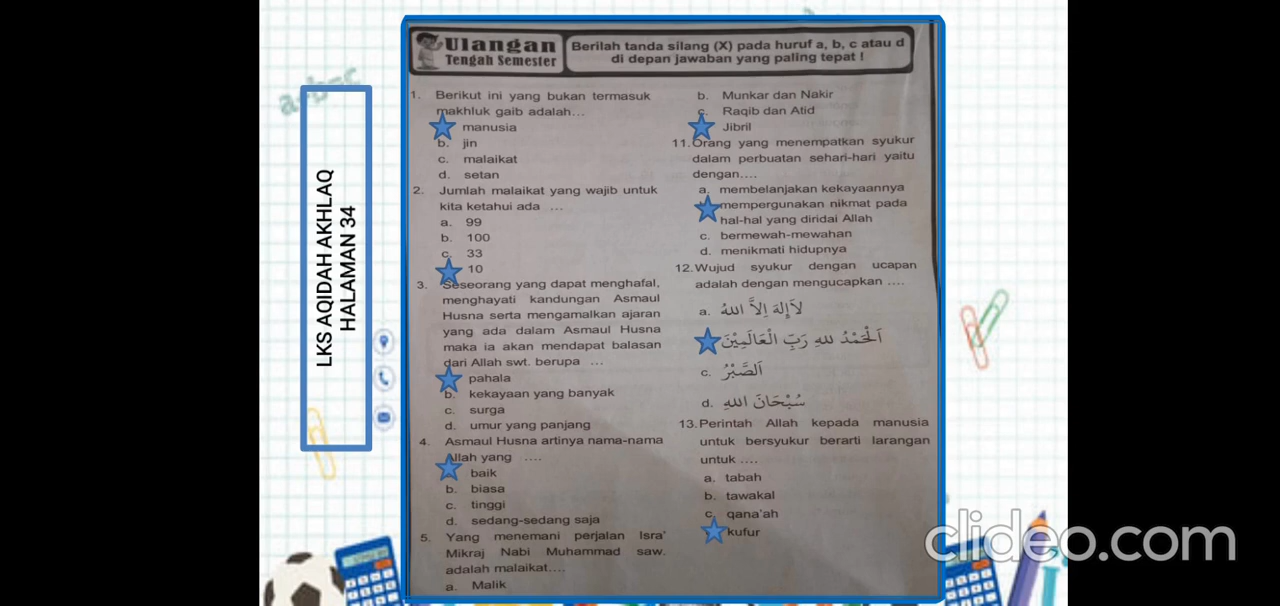 LKS AQIDAH AKHLAQ
HALAMAN 34
Ulangan
Tengah Semester
Berilah tanda silang (X) pada huruf a, b, c atau d
di depan jawaban yang paling tepat !
1. Berikut ini yang bukan termasuk
makhluk gaib adalah...
manusia
b. jin
c. malaikat
d. setan
2. Jumlah malaikat yang wajib untuk
kita ketahui ada ...
a. 99
b. 100
c. 33
10
3. Seseorang yang dapat menghafal,
menghayati kandungan Asmaul
Husna serta mengamalkan ajaran
yang ada dalam Asmaul Husna
maka ia akan mendapat balasan
dari Allah swt. berupa ...
pahala
b. kekayaan yang banyak
c. surga
d. umur yang panjang
4. Asmaul Husna artinya nama-nama
Allah yang ....
baik
b. biasa
c. tinggi
d. sedang-sedang saja
5. Yang menemani perjalan Isra'
Mikraj Nabi Muhammad saw.
adalah malaikat....
a. Malik
b. Munkar dan Nakir
c. Raqib dan Atid
Jibril
11. Orang yang menempatkan syukur
dalam perbuatan sehari-hari yaitu
dengan....
a. membelanjakan kekayaannya
mempergunakan nikmat pada
hal-hal yang diridai Allah
c. bermewah-mewahan
d. menikmati hidupnya
12. Wujud syukur dengan ucapan
adalah dengan mengucapkan ....
a. لَاۤإِلهَ اِلاَّ اللهُ
اَلْحَمْدُ للهِ رَبِّ الْعَالَمِيْنَ
c. اَلصَّبْرُ
d. سُبْحَانَ اللهِ
13. Perintah Allah kepada manusia
untuk bersyukur berarti larangan
untuk ....
a. tabah
b. tawakal
c. qana'ah
kufur
clideo.com